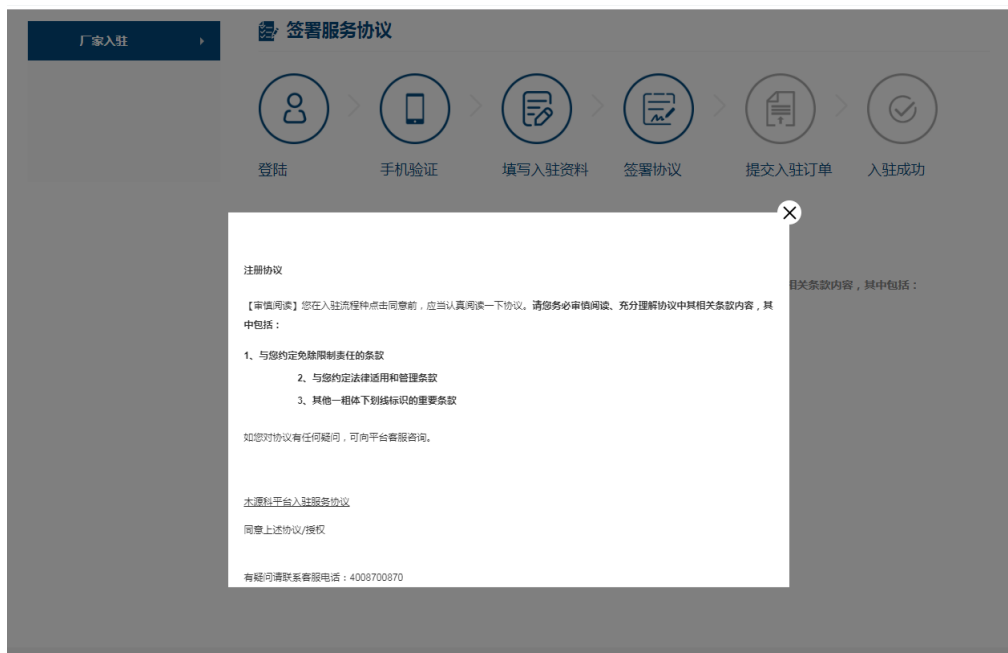 厂家入驻
签署服务协议
登陆
手机验证
填写入驻资料
签署协议
提交入驻订单
入驻成功
相关条款内容，其中包括：
注册协议
【审慎阅读】您在入驻流程种点击同意前，应当认真阅读一下协议。请您务必审慎阅读、充分理解协议中其相关条款内容，其
中包括：
1、与您约定免除限制责任的条款
2、与您约定法律适用和管理条款
3、其他一粗体下划线标识的重要条款
如您对协议有任何疑问，可向平台客服咨询。
木源科平台入驻服务协议
同意上述协议/授权
有疑问请联系客服电话：4008700870